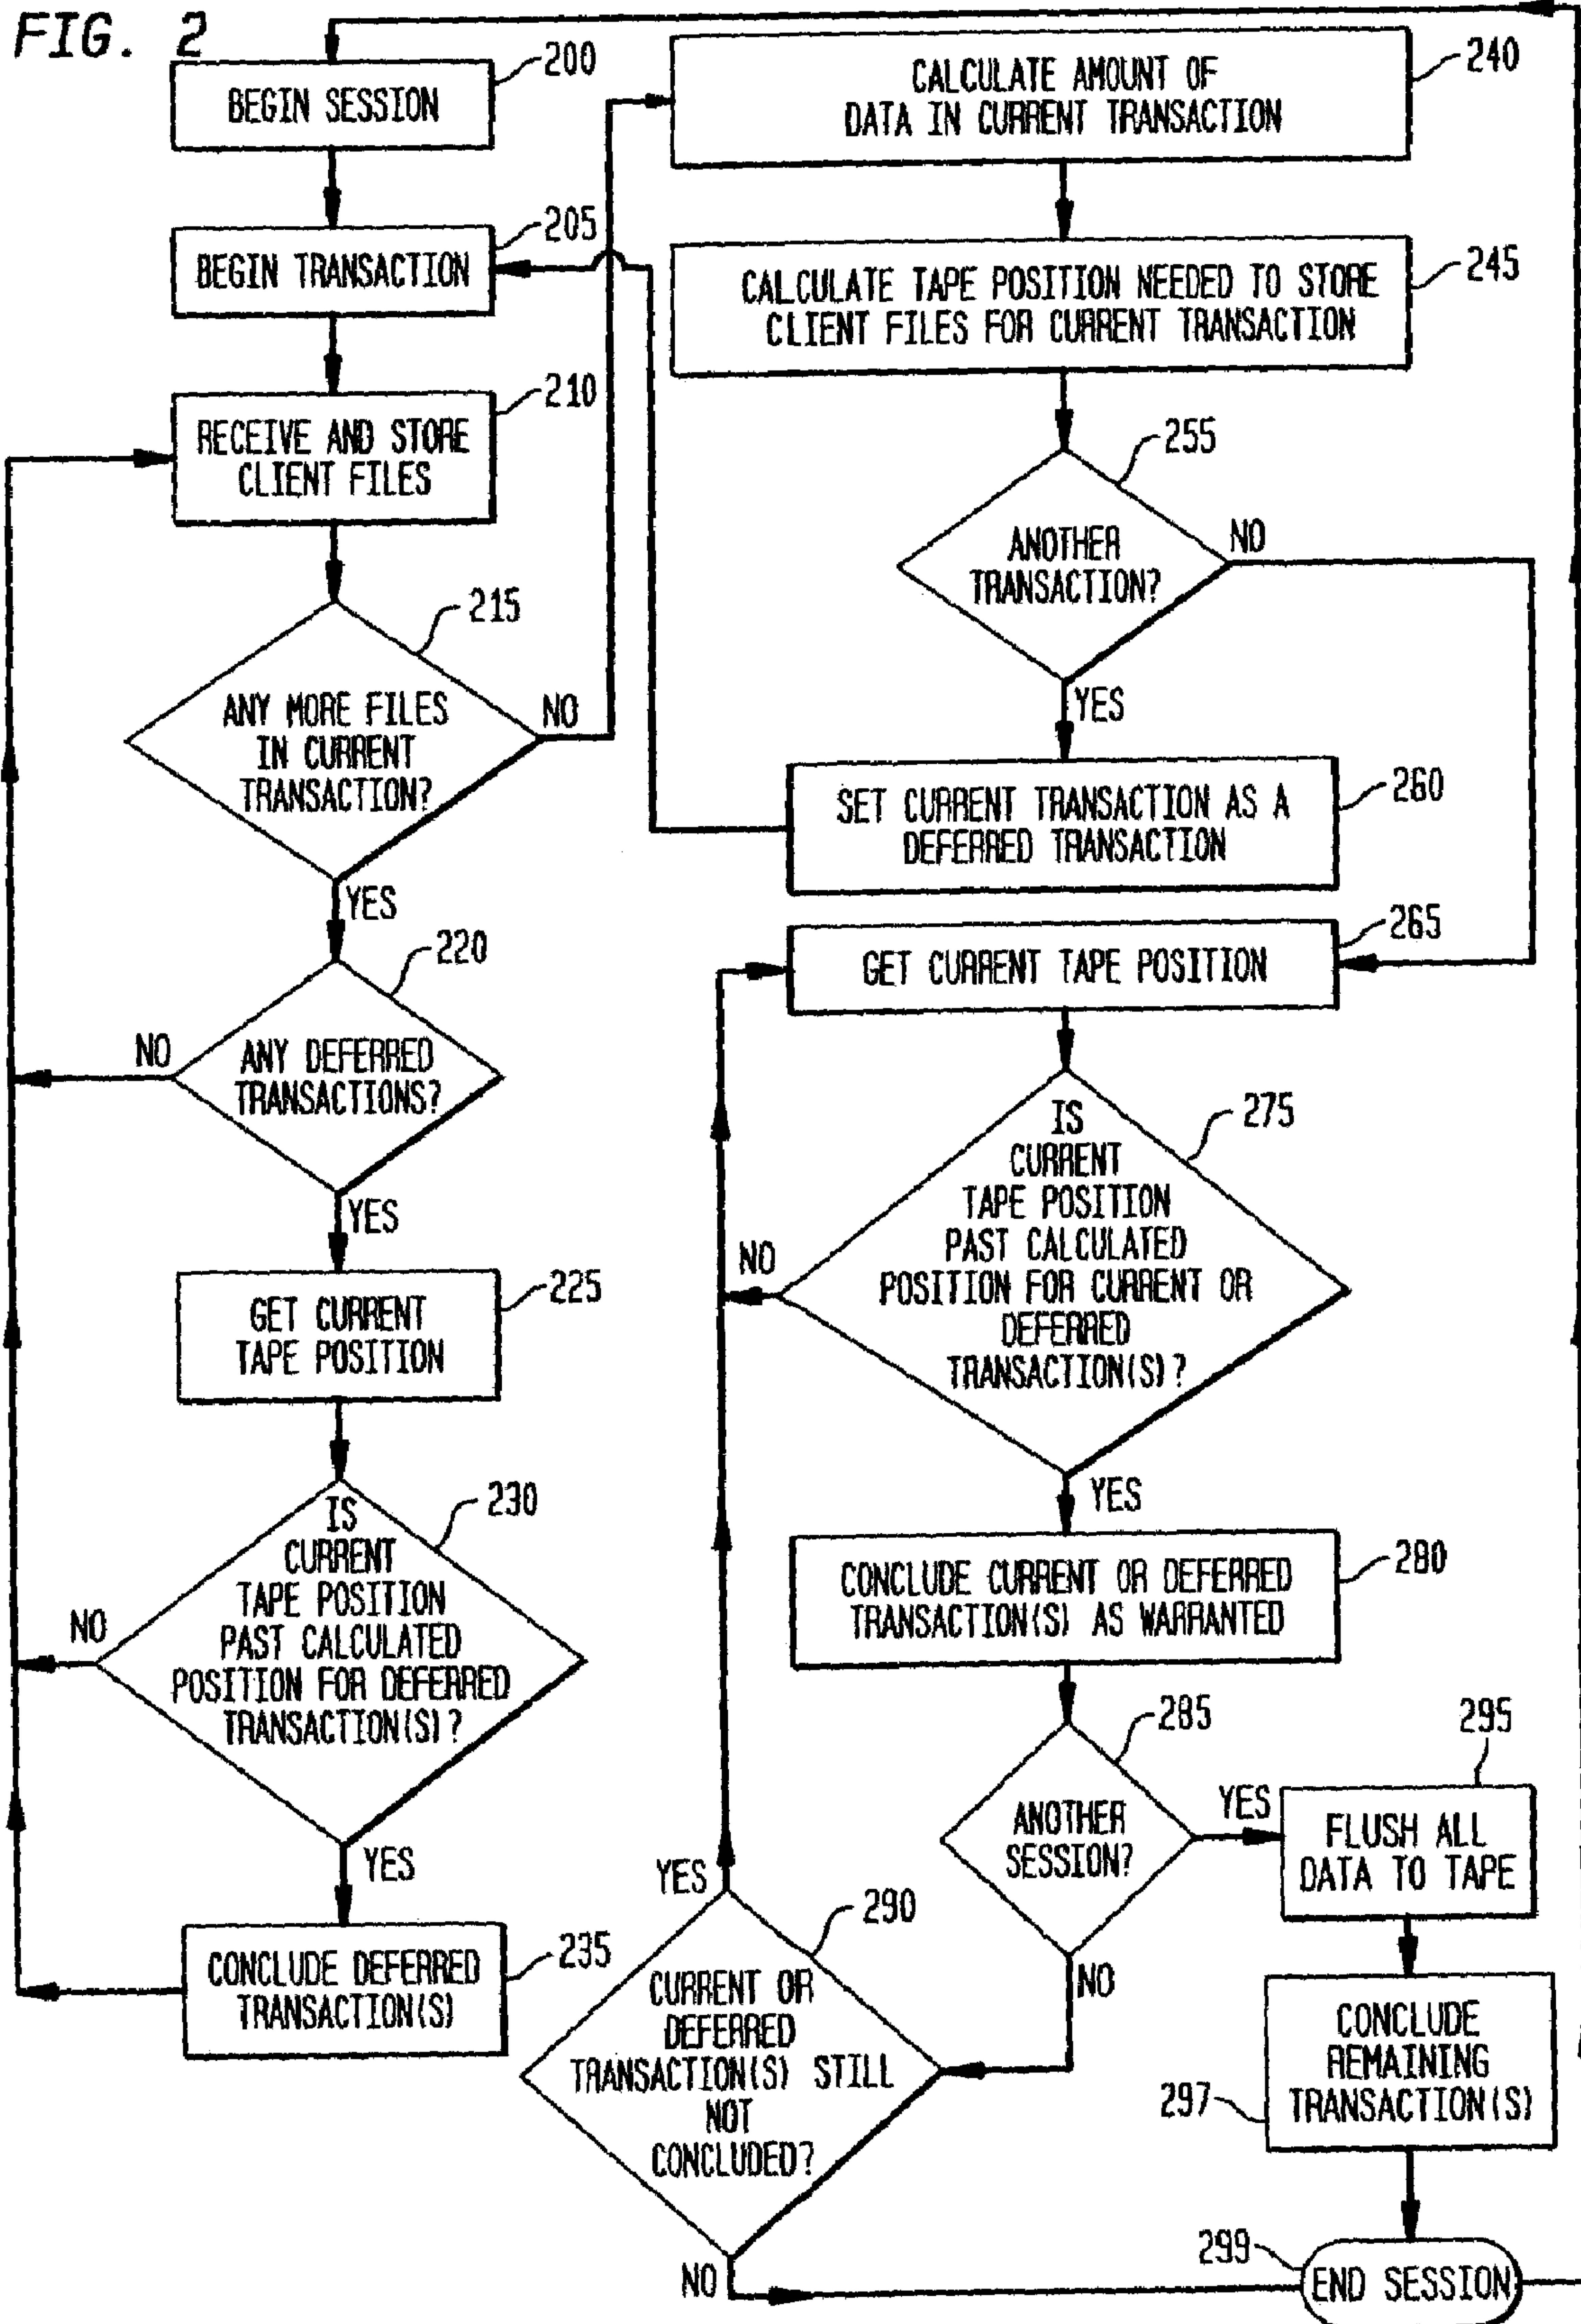 FIG. 2
BEGIN SESSION
200
BEGIN TRANSACTION
205
RECEIVE AND STORE
CLIENT FILES
210
ANY MORE FILES
IN CURRENT
TRANSACTION?
215
NO
YES
ANY DEFERRED
TRANSACTIONS?
220
NO
YES
GET CURRENT
TAPE POSITION
225
IS
CURRENT
TAPE POSITION
PAST CALCULATED
POSITION FOR DEFERRED
TRANSACTION(S)?
230
NO
YES
CONCLUDE DEFERRED
TRANSACTION(S)
235
CALCULATE AMOUNT OF
DATA IN CURRENT TRANSACTION
240
CALCULATE TAPE POSITION NEEDED TO STORE
CLIENT FILES FOR CURRENT TRANSACTION
245
ANOTHER
TRANSACTION?
255
NO
YES
SET CURRENT TRANSACTION AS A
DEFERRED TRANSACTION
260
GET CURRENT TAPE POSITION
265
IS
CURRENT
TAPE POSITION
PAST CALCULATED
POSITION FOR CURRENT OR
DEFERRED
TRANSACTION(S)?
275
NO
YES
CONCLUDE CURRENT OR DEFERRED
TRANSACTION(S) AS WARRANTED
280
ANOTHER
SESSION?
285
YES
NO
CURRENT OR
DEFERRED
TRANSACTION(S) STILL
NOT
CONCLUDED?
290
YES
NO
FLUSH ALL
DATA TO TAPE
295
CONCLUDE
REMAINING
TRANSACTION(S)
297
END SESSION
299